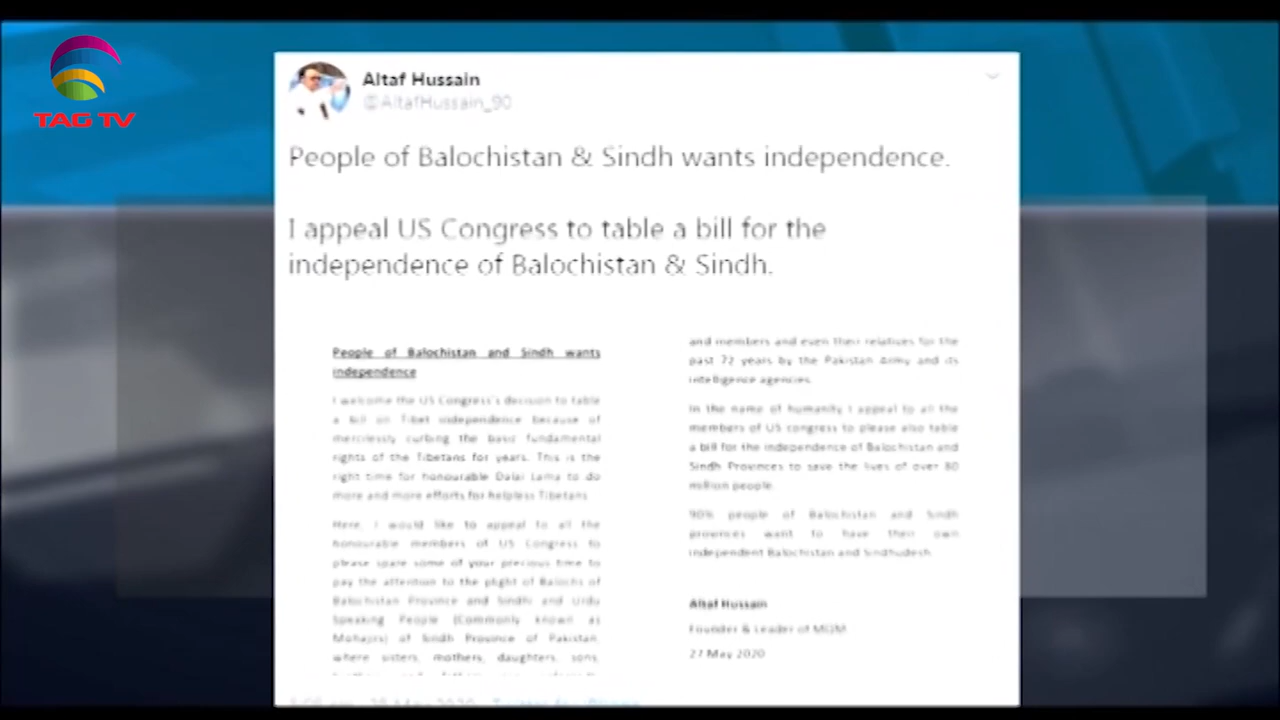 TAG TV
Altaf Hussain
@AltafHussain_90
People of Balochistan & Sindh wants independence.
I appeal US Congress to table a bill for the
independence of Balochistan & Sindh.
People of Balochistan and Sindh wants
independence
I welcome the US Congress's decision to table
a bill on Tibet independence because of
mercilessly curbing the basic fundamental
rights of the Tibetans for years. This is the
right time for honourable Dalai Lama to do
more and more efforts for helpless Tibetans
Here, I would like to appeal to all the
honourable members of US Congress to
please spare some of your precious time to
pay the attention to the plight of Balochs of
Balochistan Province and Sindhi and Urdu
Speaking People (Commonly known as
Mohajirs) of Sindh Province of Pakistan,
where sisters, mothers, daughters, sons,
and members and even their relatives for the
past 72 years by the Pakistan Army and its
intelligence agencies.
In the name of humanity I appeal to all the
members of US congress to please also table
a bill for the independence of Balochistan and
Sindh Provinces to save the lives of over 80
million people.
90% people of Balochistan and Sindh
provinces want to have their own
independent Balochistan and Sindhudesh.
Altaf Hussain
Founder & Leader of MQM
27 May 2020